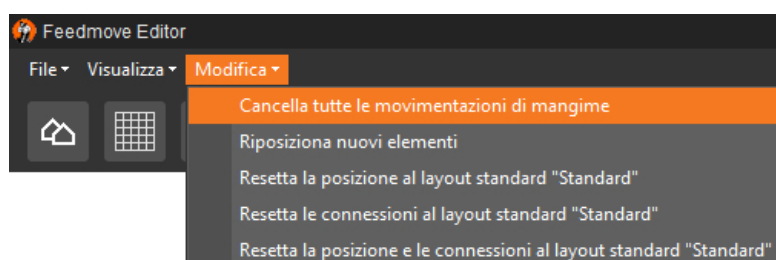 Feedmove Editor
File Visualizza Modifica
Cancella tutte le movimentazioni di mangime
Riposiziona nuovi elementi
Resetta la posizione al layout standard "Standard"
Resetta le connessioni al layout standard "Standard"
Resetta la posizione e le connessioni al layout standard "Standard"